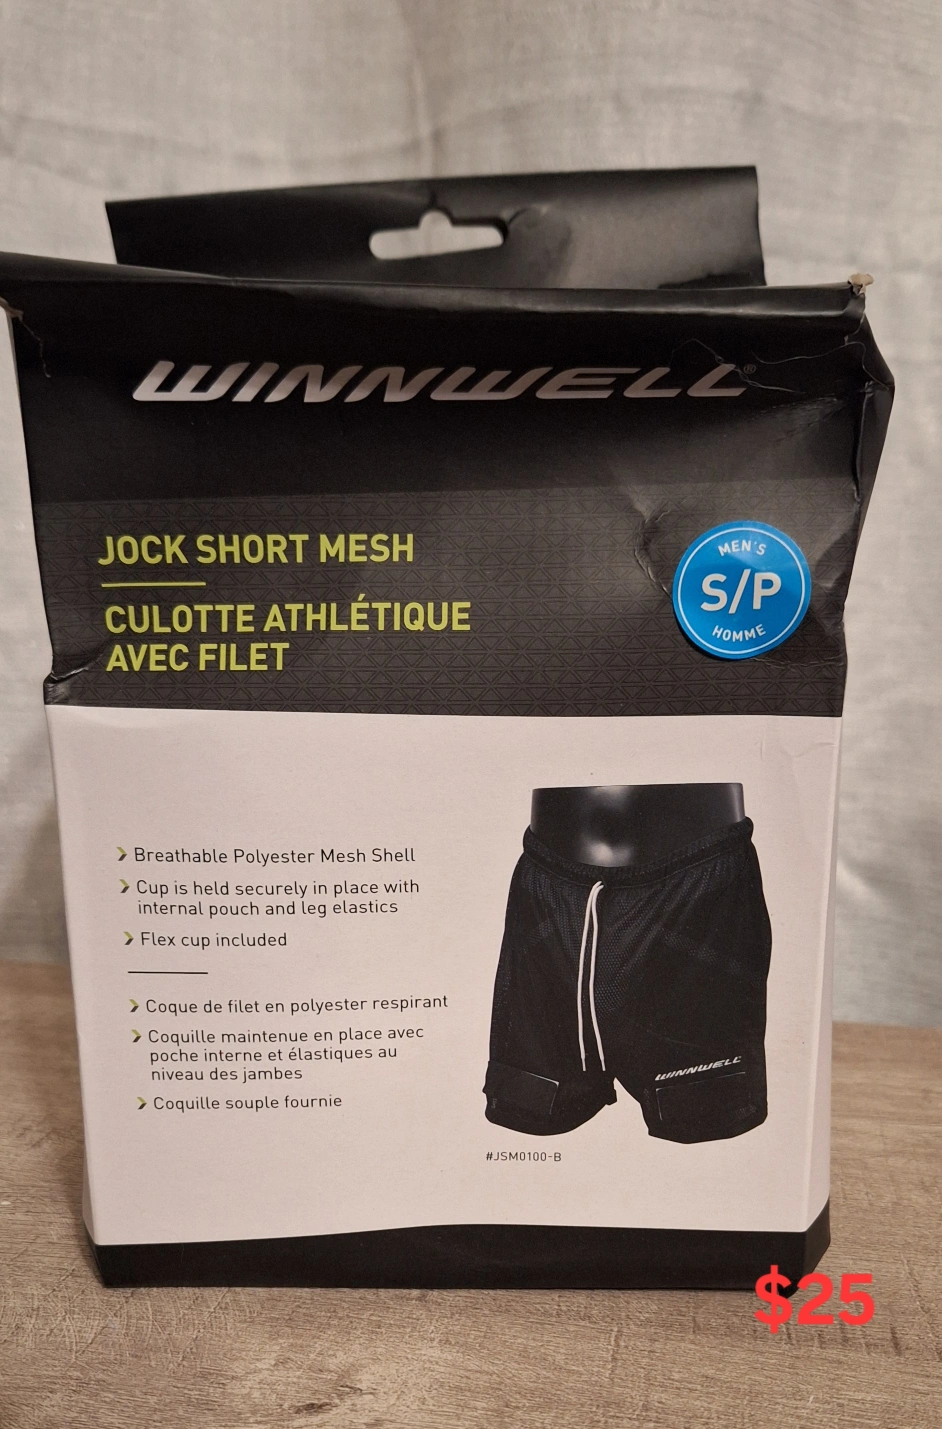 WINNWELL®
JOCK SHORT MESH
CULOTTE ATHLÉTIQUE
AVEC FILET
MEN'S
S/P
HOMME
Breathable Polyester Mesh Shell
Cup is held securely in place with
internal pouch and leg elastics
Flex cup included
Coque de filet en polyester respirant
Coquille maintenue en place avec
poche interne et élastiques au
niveau des jambes
Coquille souple fournie
WINNWELL
#JSM0100-B
$25